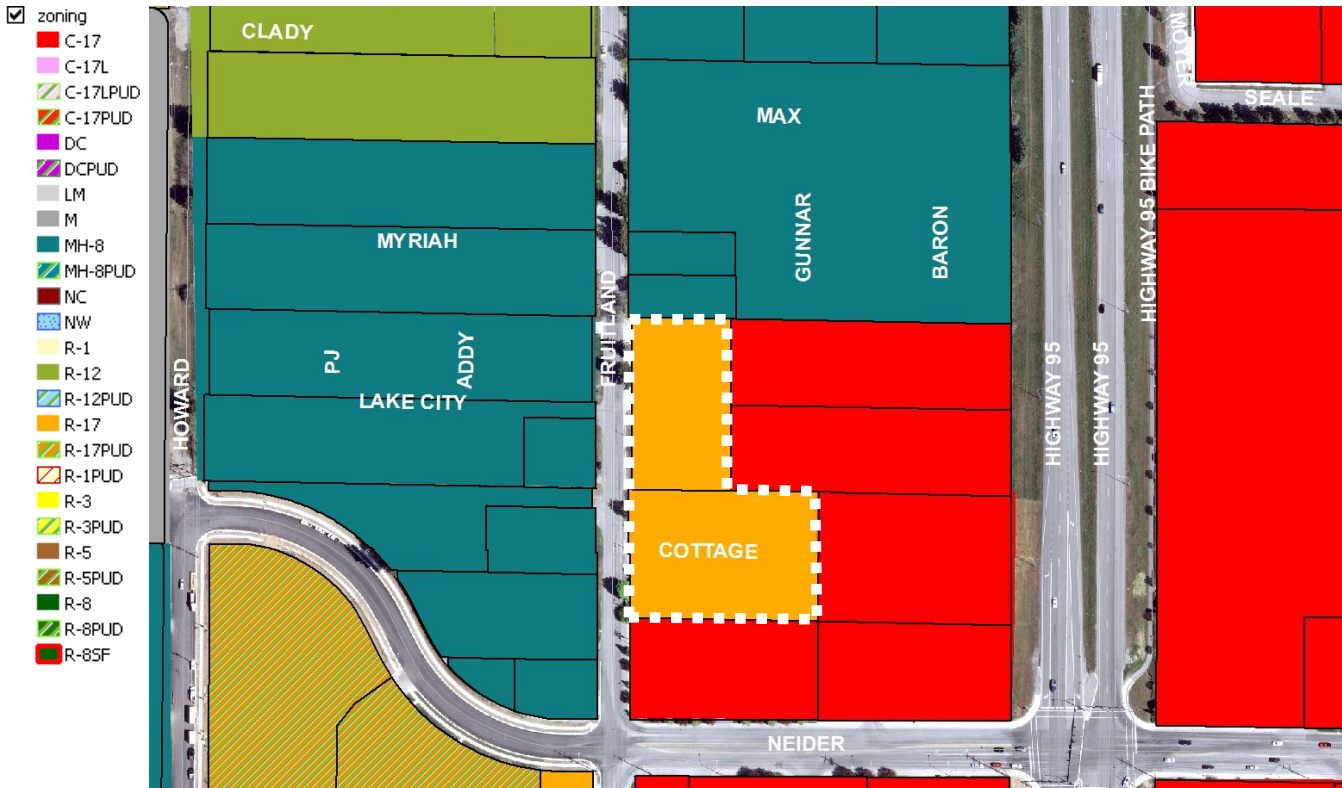 zoning
C-17
C-17L
C-17LPUD
C-17PUD
DC
DCPUD
LM
M
MH-8
MH-8PUD
NC
NW
R-1
R-12
R-12PUD
R-17
R-17PUD
R-1PUD
R-3
R-3PUD
R-5
R-5PUD
R-8
R-8PUD
R-8SF
CLADY
MOYER
SEALE
MAX
HIGHWAY 95 BIKE PATH
MYRIAH
GUNNAR
BARON
FRUITLAND
HOWARD
PJ
ADDY
LAKE CITY
HIGHWAY 95
HIGHWAY 95
COTTAGE
NEIDER